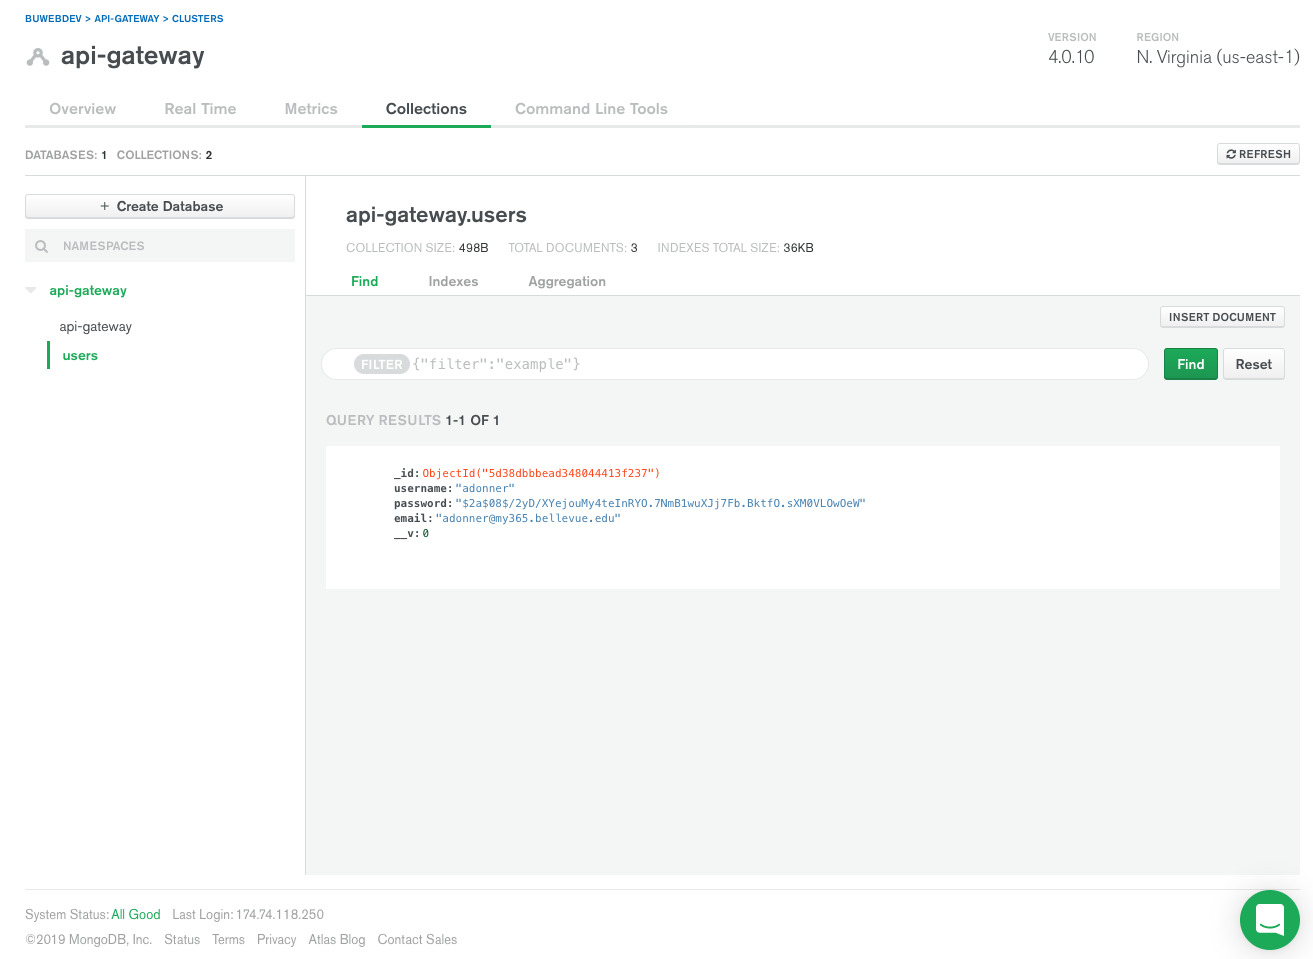 BUWEBDEV > API-GATEWAY > CLUSTERS
api-gateway
VERSION
4.0.10
REGION
N. Virginia (us-east-1)
Overview Real Time Metrics Collections Command Line Tools
DATABASES: 1 COLLECTIONS: 2
REFRESH
+ Create Database
NAMESPACES
api-gateway
api-gateway
users
api-gateway.users
COLLECTION SIZE: 498B TOTAL DOCUMENTS: 3 INDEXES TOTAL SIZE: 36KB
Find Indexes Aggregation
INSERT DOCUMENT
FILTER {"filter":"example"}
Find Reset
QUERY RESULTS 1-1 OF 1
_id: ObjectId("5d38dbbbead348044413f237")
username: "adonner"
password: "$2a$08$/2yD/XYejouMy4teInRYO.7NmB1wuXJj7Fb.BktfO.sXM0VLOwOeW"
email: "adonner@my365.bellevue.edu"
__v: 0
System Status: All Good Last Login: 174.74.118.250
©2019 MongoDB, Inc. Status Terms Privacy Atlas Blog Contact Sales